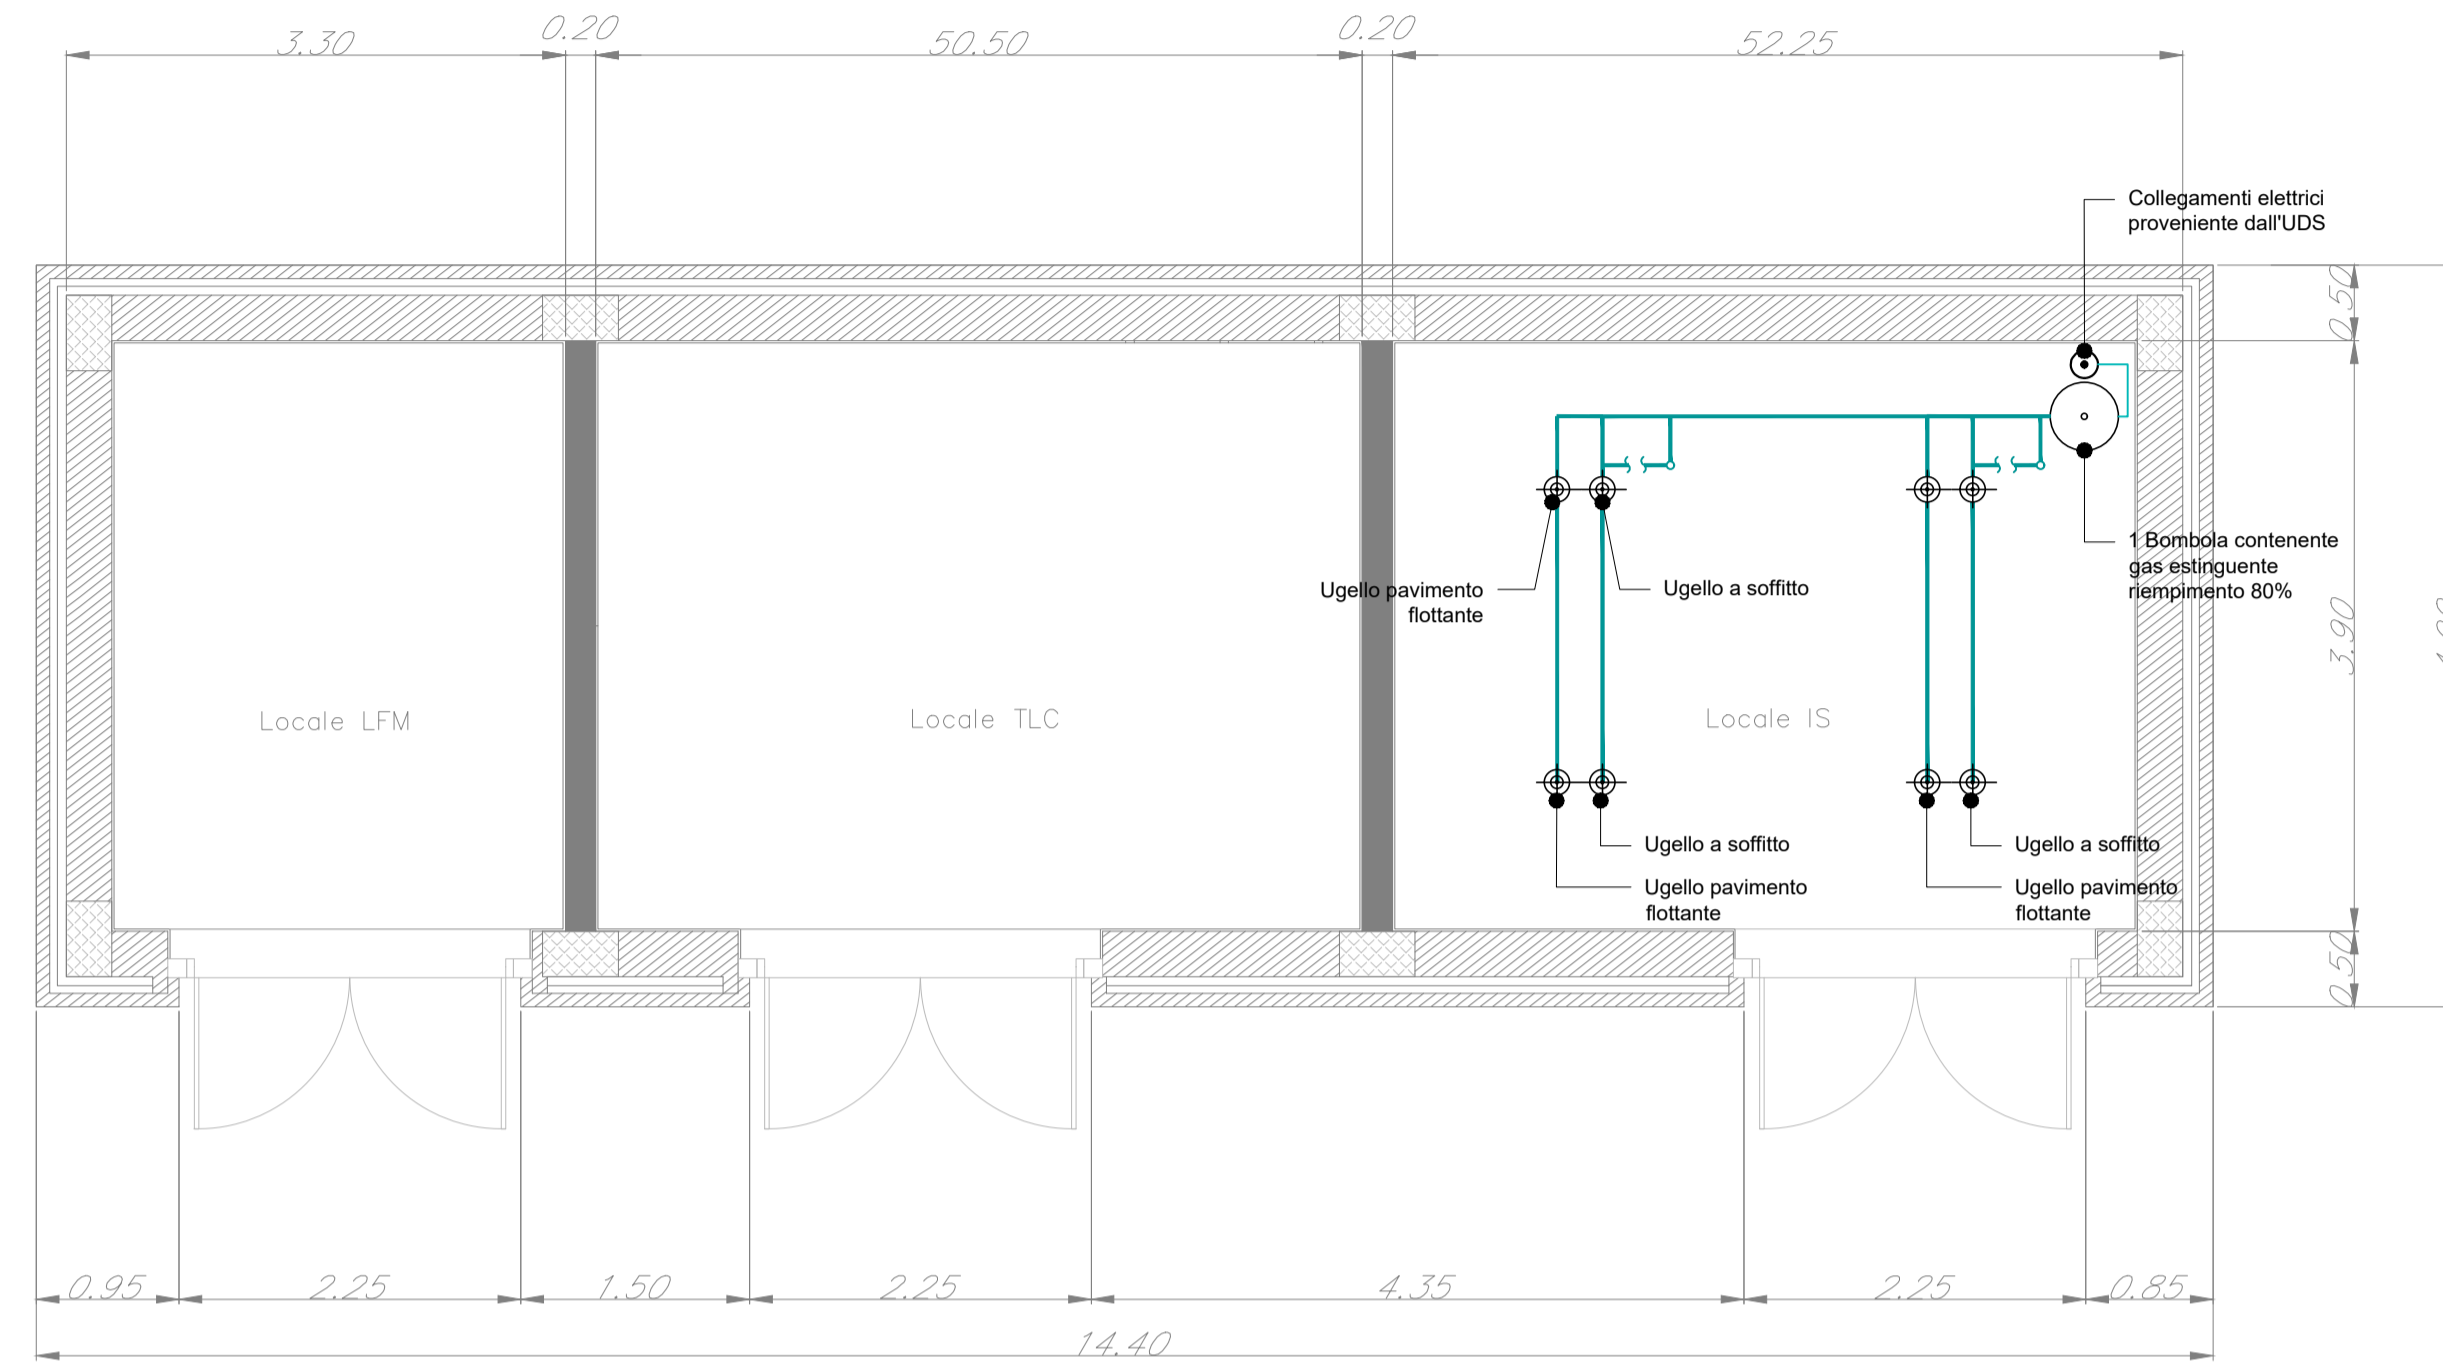 0.20
0.20
3.30
50.50
52.25
Collegamenti elettrici
proveniente dall'UDS
0.50
1 Bombola contenente
gas estinguente
riempimento 80%
Ugello pavimento
flottante
Ugello a soffitto
3.90
Locale LFM
Locale TLC
Locale IS
Ugello a soffitto
Ugello a soffitto
Ugello pavimento
flottante
Ugello pavimento
flottante
0.50
0.95
2.25
1.50
2.25
4.35
2.25
0.85
14.40